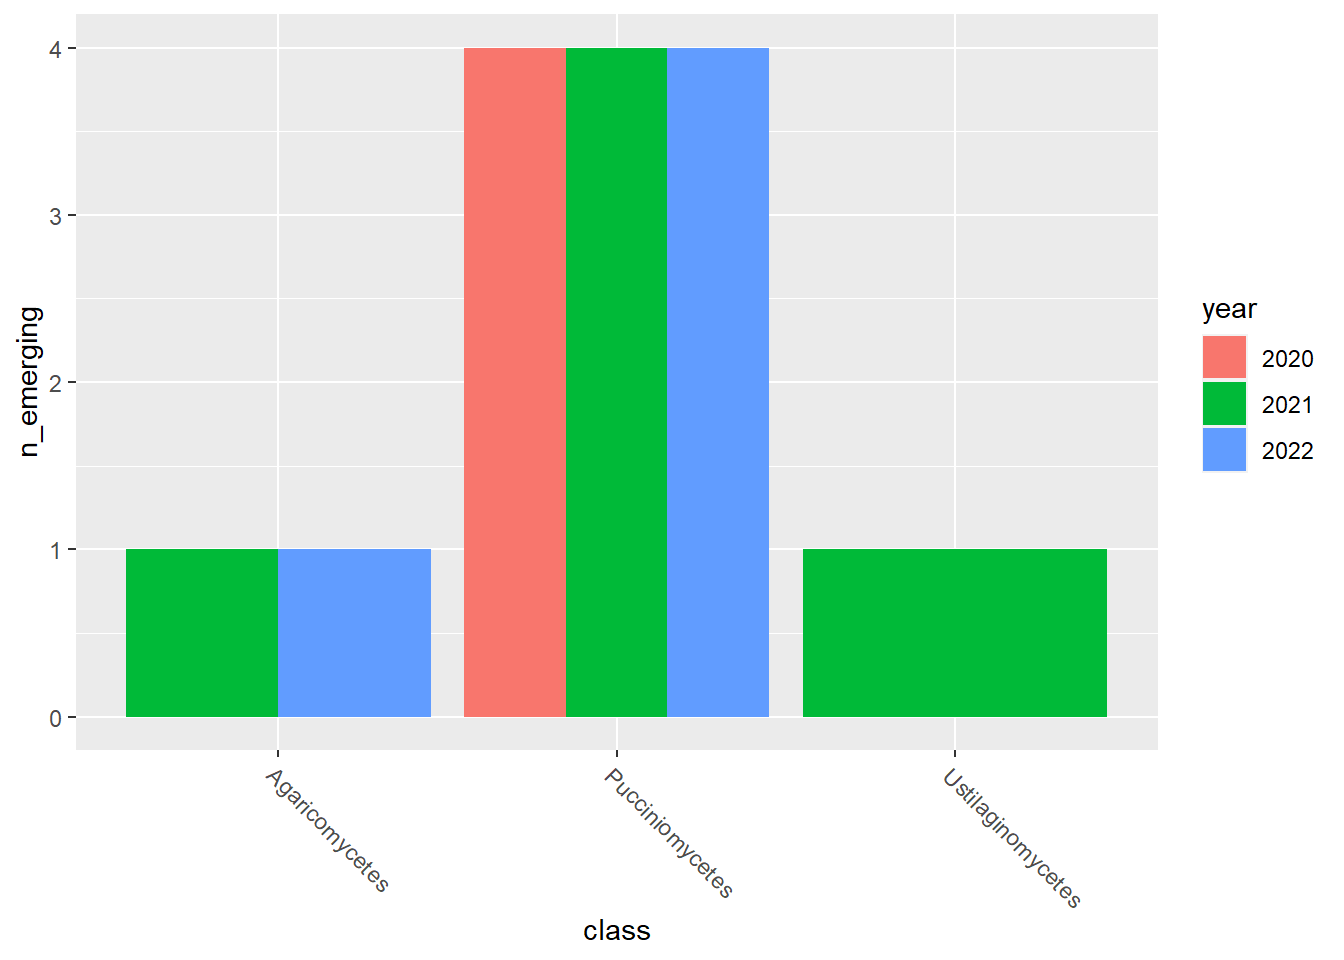 4
3
2
1
0
n_emerging
Agaricomycetes
Pucciniomycetes
Ustilaginomycetes
class
year
2020
2021
2022